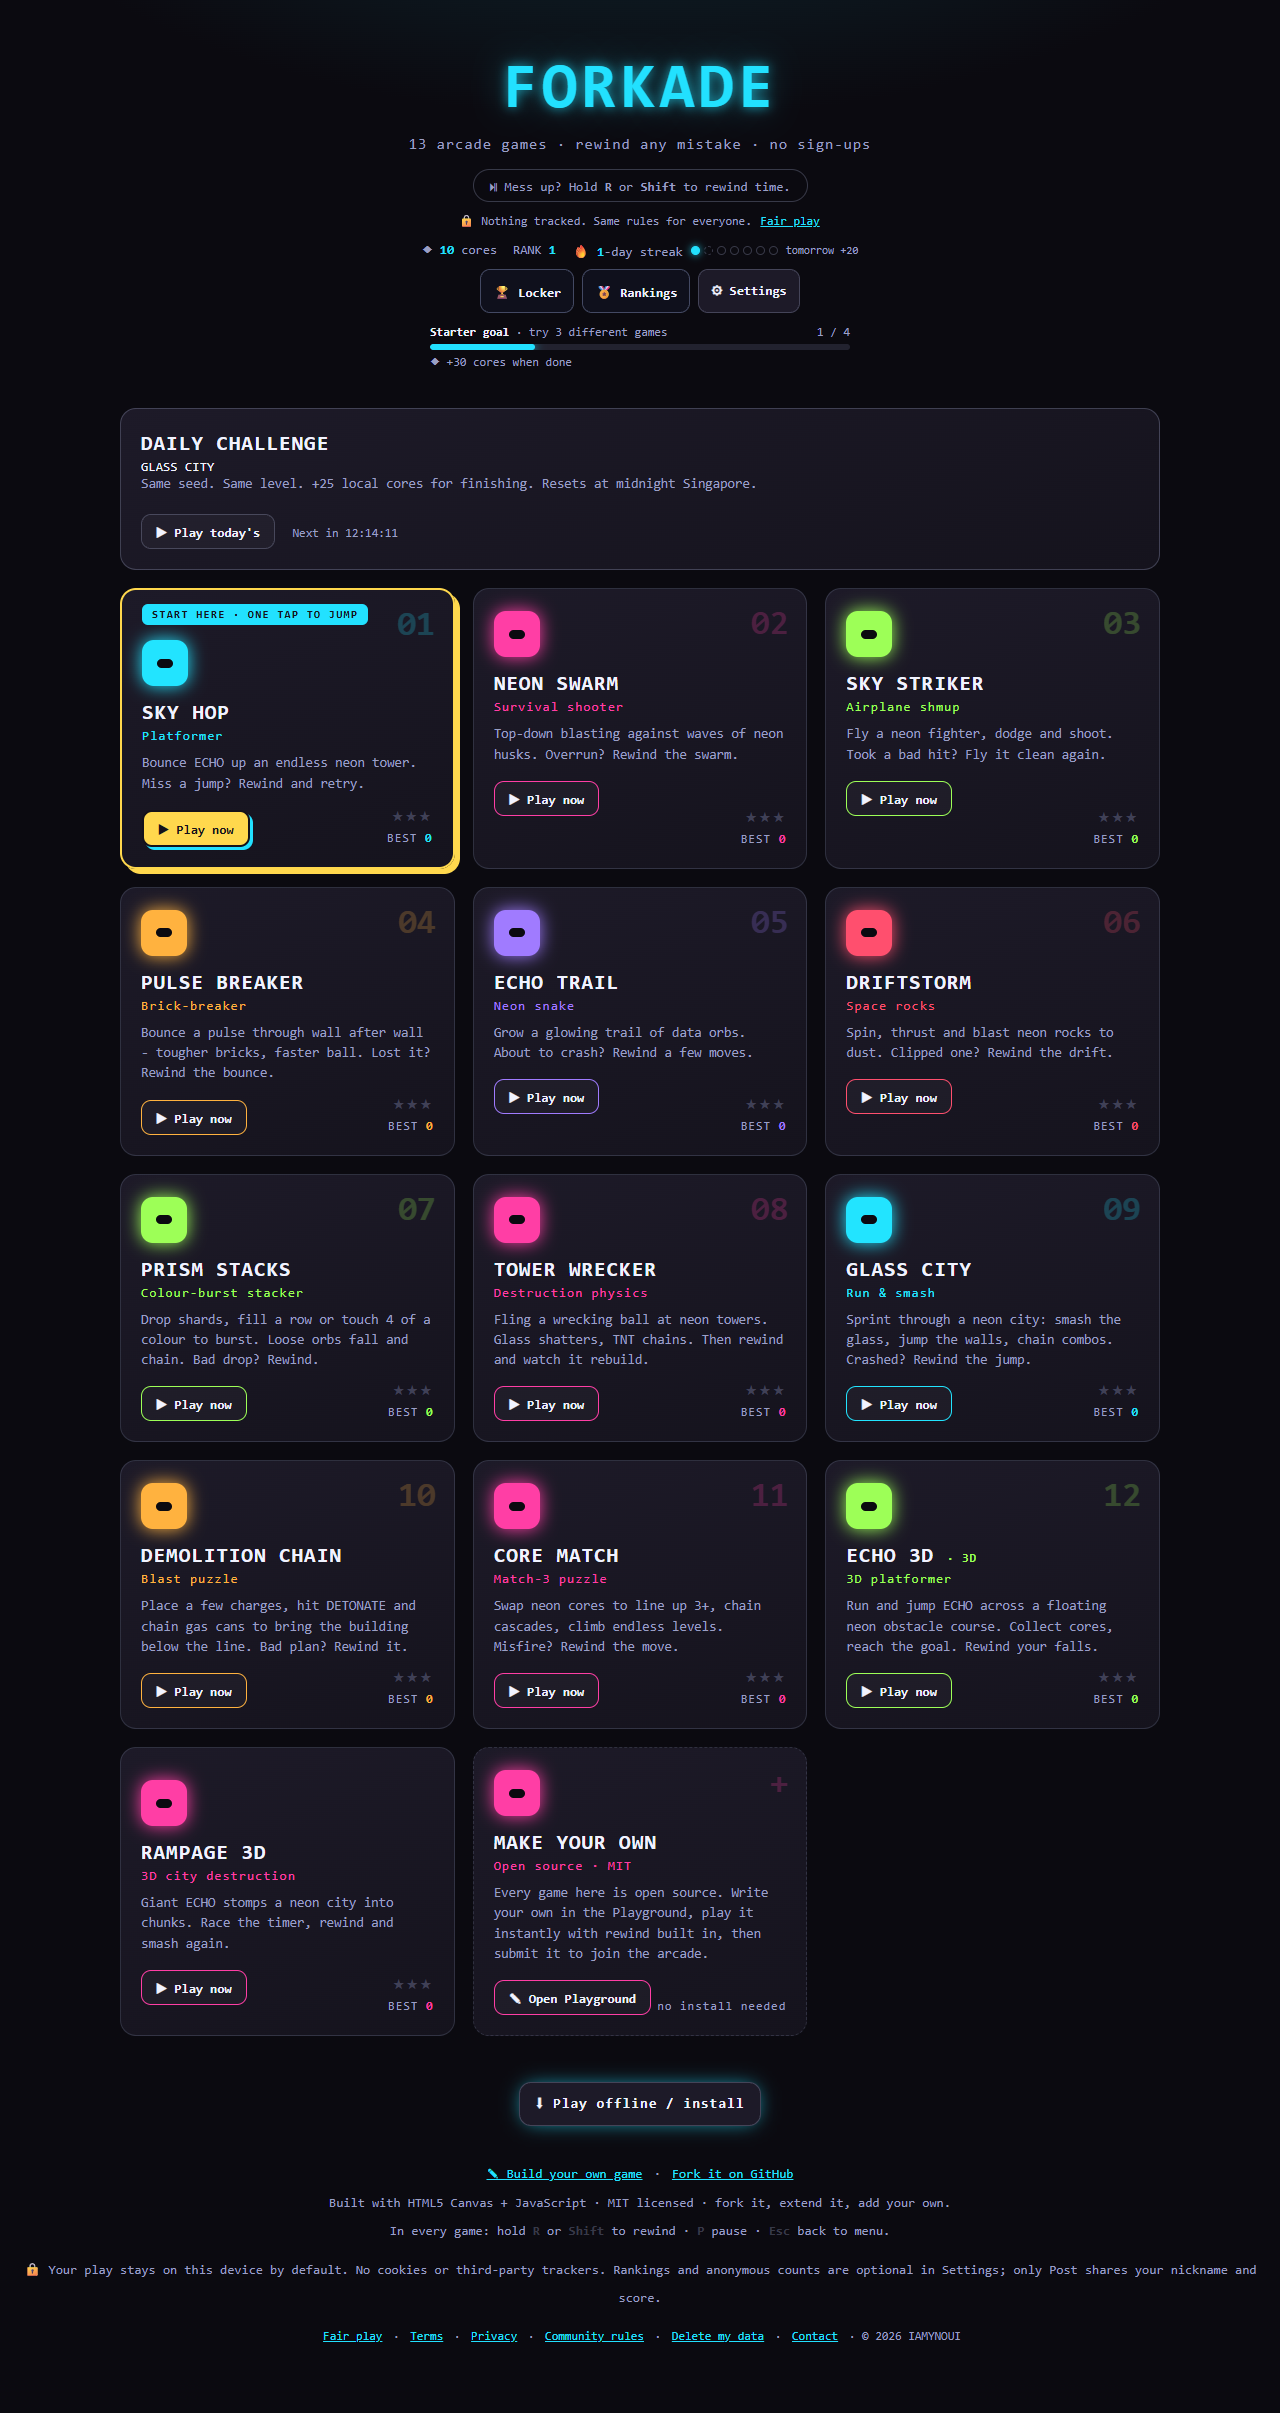 FORKADE
13 arcade games · rewind any mistake · no sign-ups
⏯ Mess up? Hold R or Shift to rewind time.
🔒 Nothing tracked. Same rules for everyone. Fair play
◆ 10 cores RANK 1 🔥 1-day streak tomorrow +20
🏆 Locker 🏅 Rankings ⚙ Settings
Starter goal · try 3 different games 1 / 4
◆ +30 cores when done
DAILY CHALLENGE
GLASS CITY
Same seed. Same level. +25 local cores for finishing. Resets at midnight Singapore.
▶ Play today's Next in 12:14:11
START HERE · ONE TAP TO JUMP
01
SKY HOP
Platformer
Bounce ECHO up an endless neon tower.
Miss a jump? Rewind and retry.
▶ Play now
★★★
BEST 0
02
NEON SWARM
Survival shooter
Top-down blasting against waves of neon
husks. Overrun? Rewind the swarm.
▶ Play now
★★★
BEST 0
03
SKY STRIKER
Airplane shmup
Fly a neon fighter, dodge and shoot.
Took a bad hit? Fly it clean again.
▶ Play now
★★★
BEST 0
04
PULSE BREAKER
Brick-breaker
Bounce a pulse through wall after wall
- tougher bricks, faster ball. Lost it?
Rewind the bounce.
▶ Play now
★★★
BEST 0
05
ECHO TRAIL
Neon snake
Grow a glowing trail of data orbs.
About to crash? Rewind a few moves.
▶ Play now
★★★
BEST 0
06
DRIFTSTORM
Space rocks
Spin, thrust and blast neon rocks to
dust. Clipped one? Rewind the drift.
▶ Play now
★★★
BEST 0
07
PRISM STACKS
Colour-burst stacker
Drop shards, fill a row or touch 4 of a
colour to burst. Loose orbs fall and
chain. Bad drop? Rewind.
▶ Play now
★★★
BEST 0
08
TOWER WRECKER
Destruction physics
Fling a wrecking ball at neon towers.
Glass shatters, TNT chains. Then rewind
and watch it rebuild.
▶ Play now
★★★
BEST 0
09
GLASS CITY
Run & smash
Sprint through a neon city: smash the
glass, jump the walls, chain combos.
Crashed? Rewind the jump.
▶ Play now
★★★
BEST 0
10
DEMOLITION CHAIN
Blast puzzle
Place a few charges, hit DETONATE and
chain gas cans to bring the building
below the line. Bad plan? Rewind it.
▶ Play now
★★★
BEST 0
11
CORE MATCH
Match-3 puzzle
Swap neon cores to line up 3+, chain
cascades, climb endless levels.
Misfire? Rewind the move.
▶ Play now
★★★
BEST 0
12
ECHO 3D · 3D
3D platformer
Run and jump ECHO across a floating
neon obstacle course. Collect cores,
reach the goal. Rewind your falls.
▶ Play now
★★★
BEST 0
RAMPAGE 3D
3D city destruction
Giant ECHO stomps a neon city into
chunks. Race the timer, rewind and
smash again.
▶ Play now
★★★
BEST 0
+
MAKE YOUR OWN
Open source · MIT
Every game here is open source. Write
your own in the Playground, play it
instantly with rewind built in, then
submit it to join the arcade.
✎ Open Playground no install needed
⬇ Play offline / install
✎ Build your own game · Fork it on GitHub
Built with HTML5 Canvas + JavaScript · MIT licensed · fork it, extend it, add your own.
In every game: hold R or Shift to rewind · P pause · Esc back to menu.
🔒 Your play stays on this device by default. No cookies or third-party trackers. Rankings and anonymous counts are optional in Settings; only Post shares your nickname and
score.
Fair play · Terms · Privacy · Community rules · Delete my data · Contact · © 2026 IAMYNOUI